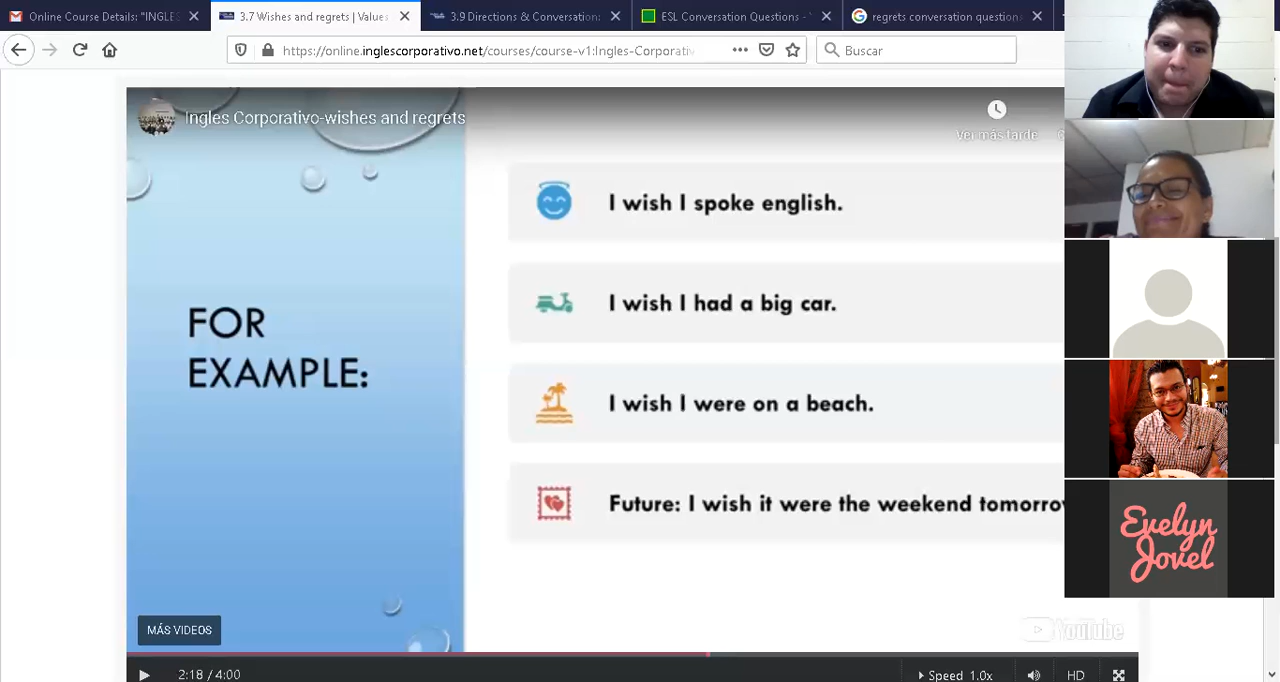 Online Course Details: "INGLES
3.7 Wishes and regrets | Values
3.9 Directions & Conversation:
ESL Conversation Questions -
regrets conversation questions
https://online.inglescorporativo.net/courses/course-v1:Ingles-Corporativ
Buscar
Ingles Corporativo-wishes and regrets
Ver más tarde
I wish I spoke english.
I wish I had a big car.
FOR
EXAMPLE:
I wish I were on a beach.
Future: I wish it were the weekend tomorrow
Evelyn
Jovel
MÁS VIDEOS
YouTube
2:18 / 4:00
Speed 1.0x
HD